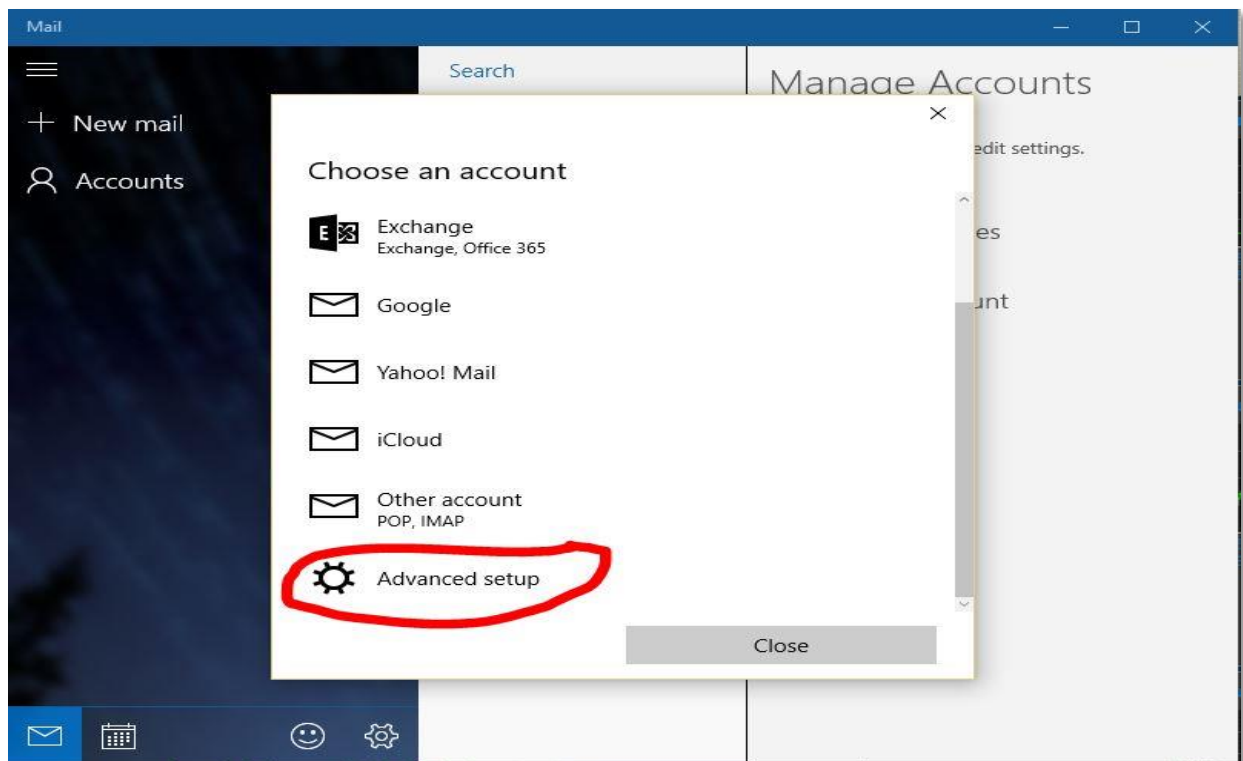 Mail
Search
Manage Accounts
New mail
edit settings.
Accounts
Choose an account
es
Exchange
Exchange, Office 365
unt
Google
Yahoo! Mail
iCloud
Other account
POP, IMAP
Advanced setup
Close